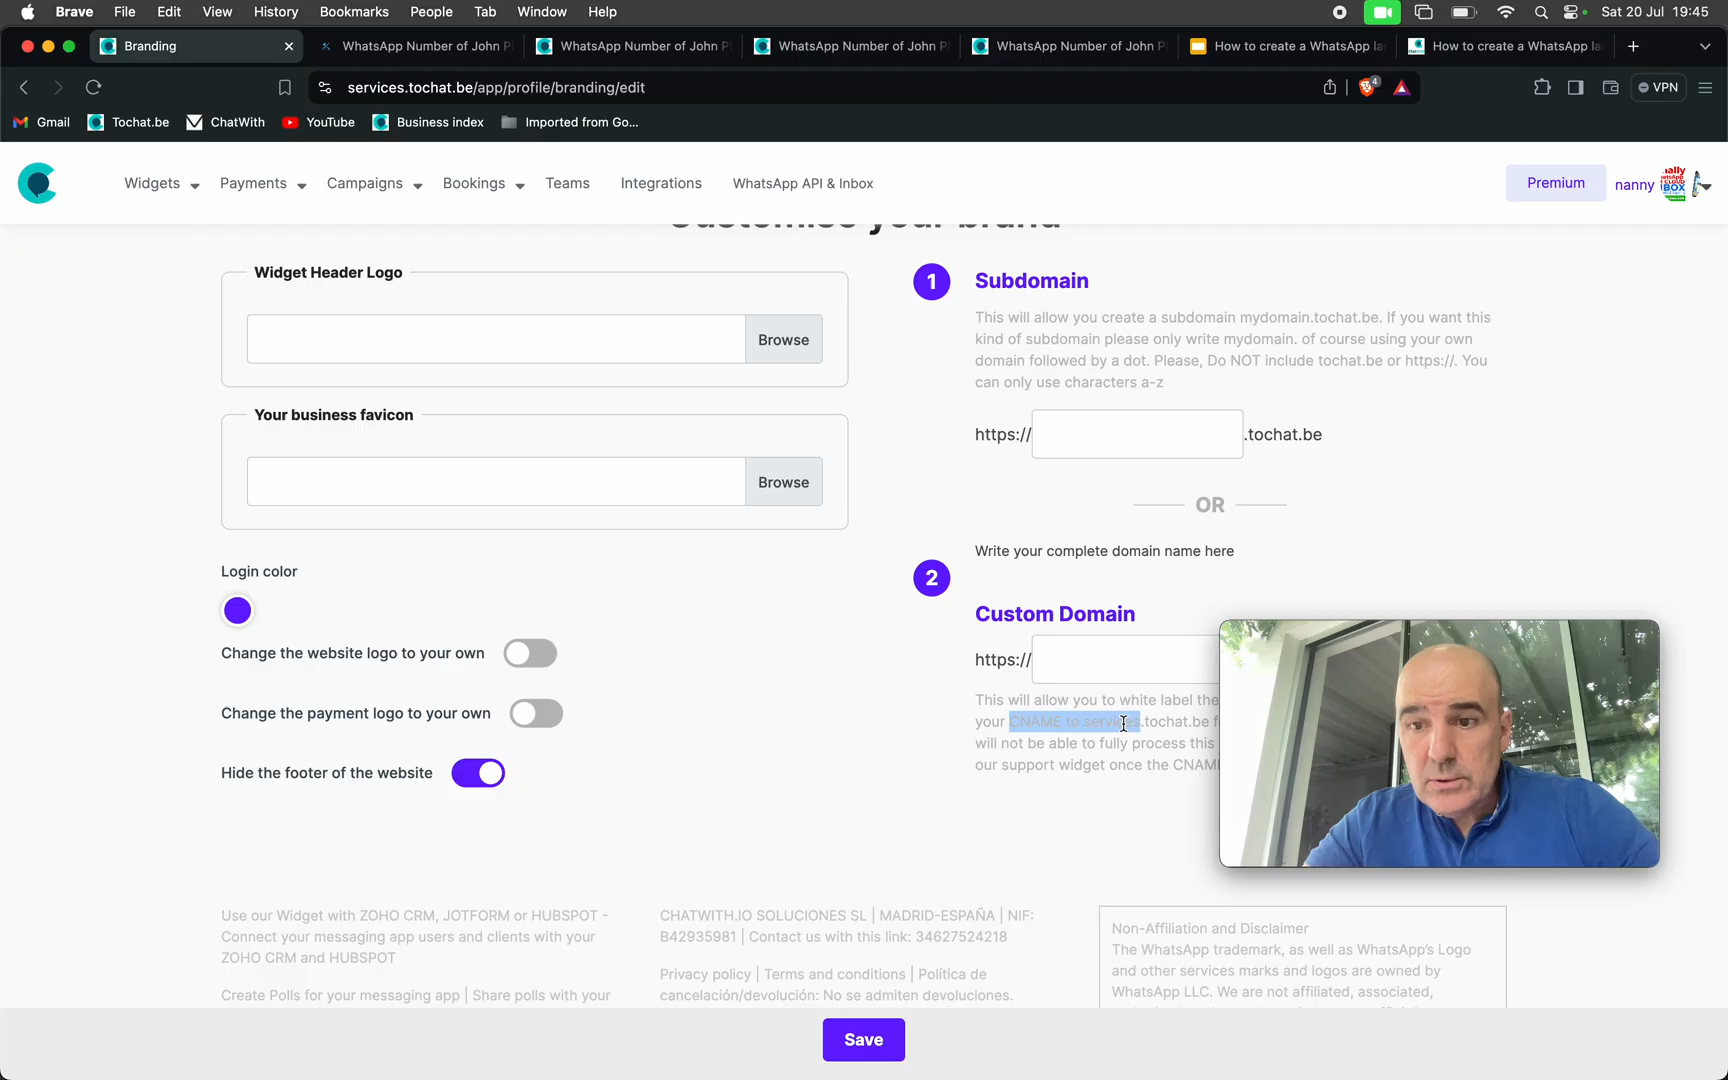 Brave File Edit View History Bookmarks People Tab Window Help Sat 20 Jul 19:45
Branding WhatsApp Number of John P WhatsApp Number of John P WhatsApp Number of John P WhatsApp Number of John P How to create a WhatsApp la How to create a WhatsApp la
services.tochat.be/app/profile/branding/edit 4 VPN
Gmail Tochat.be ChatWith YouTube Business index Imported from Go...
Widgets Payments Campaigns Bookings Teams Integrations WhatsApp API & Inbox Premium nanny
Customise your brand
Widget Header Logo
Browse
Your business favicon
Browse
Login color
Change the website logo to your own
Change the payment logo to your own
Hide the footer of the website
1 Subdomain
This will allow you create a subdomain mydomain.tochat.be. If you want this
kind of subdomain please only write mydomain. of course using your own
domain followed by a dot. Please, Do NOT include tochat.be or https://. You
can only use characters a-z
https:// .tochat.be
OR
Write your complete domain name here
2
Custom Domain
https://
This will allow you to white label the
your CNAME to services.tochat.be
will not be able to fully process this
our support widget once the CNAM
Use our Widget with ZOHO CRM, JOTFORM or HUBSPOT -
Connect your messaging app users and clients with your
ZOHO CRM and HUBSPOT
Create Polls for your messaging app | Share polls with your
CHATWITH.IO SOLUCIONES SL | MADRID-ESPAÑA | NIF:
B42935981 | Contact us with this link: 34627524218
Privacy policy | Terms and conditions | Política de
cancelación/devolución: No se admiten devoluciones.
Non-Affiliation and Disclaimer
The WhatsApp trademark, as well as WhatsApp's Logo
and other services marks and logos are owned by
WhatsApp LLC. We are not affiliated, associated,
Save